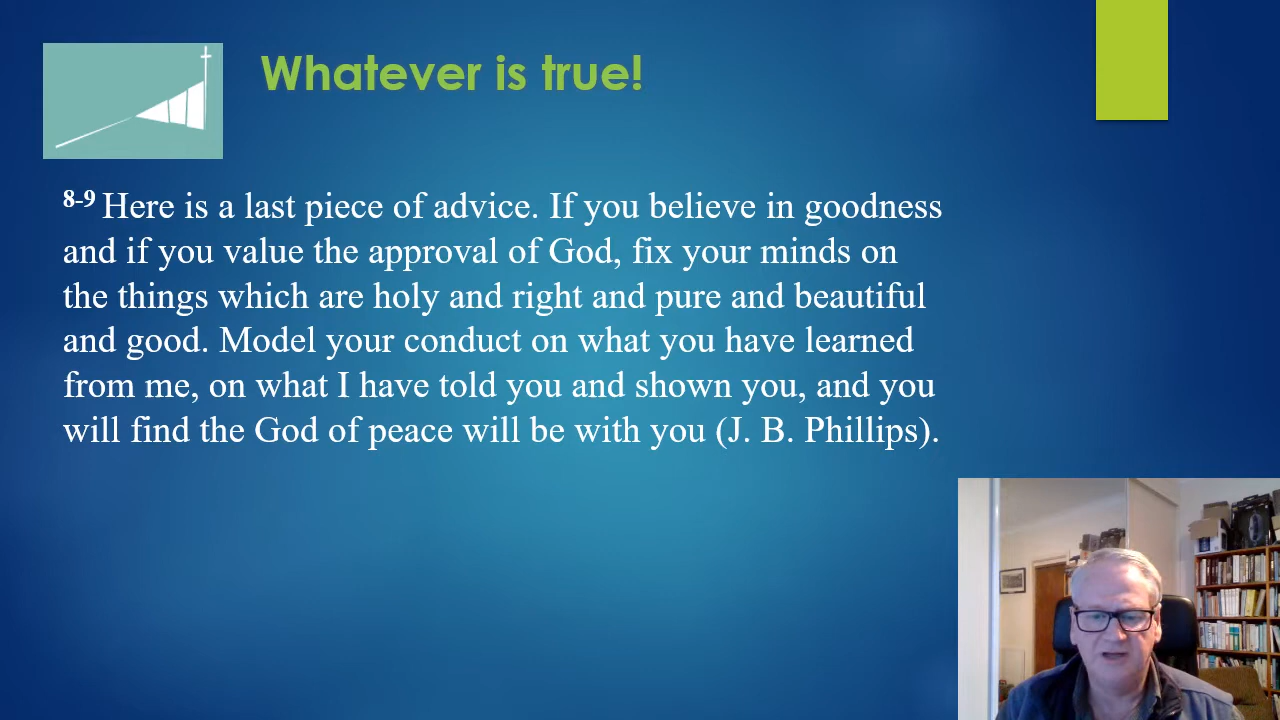 Whatever is true!
8-9 Here is a last piece of advice. If you believe in goodness
and if you value the approval of God, fix your minds on
the things which are holy and right and pure and beautiful
and good. Model your conduct on what you have learned
from me, on what I have told you and shown you, and you
will find the God of peace will be with you (J. B. Phillips).